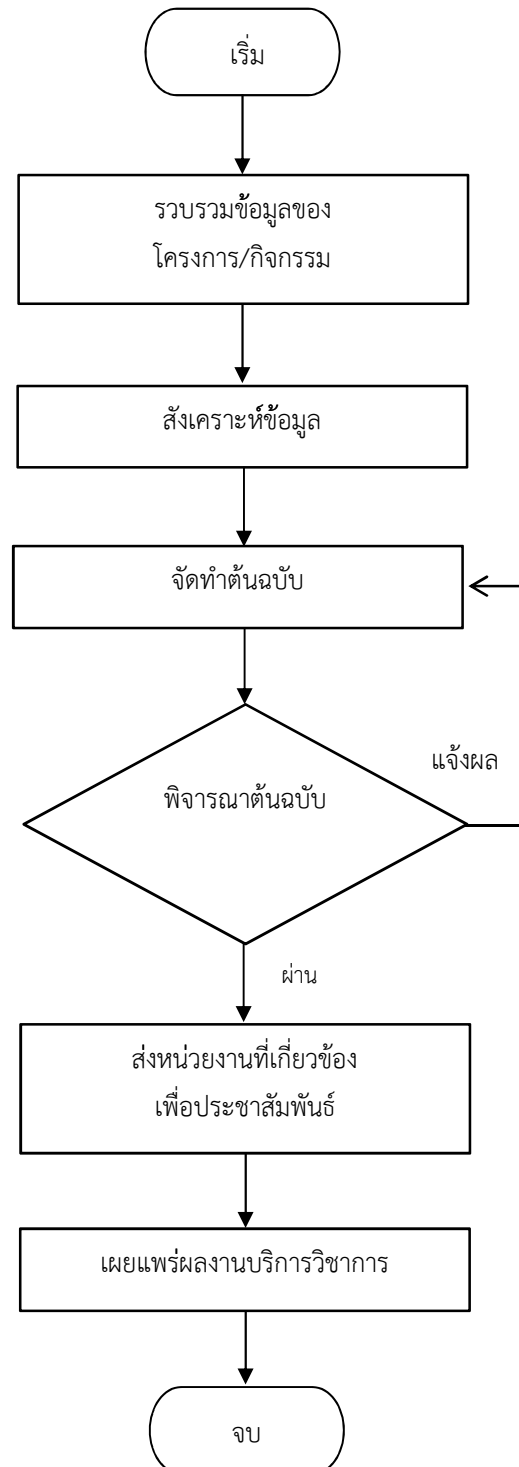 เริ่ม
รวบรวมข้อมูลของ
โครงการ/กิจกรรม
สังเคราะห์ข้อมูล
จัดทำต้นฉบับ
แจ้งผล
พิจารณาต้นฉบับ
ผ่าน
ส่งหน่วยงานที่เกี่ยวข้อง
เพื่อประชาสัมพันธ์
เผยแพร่ผลงานบริการวิชาการ
จบ